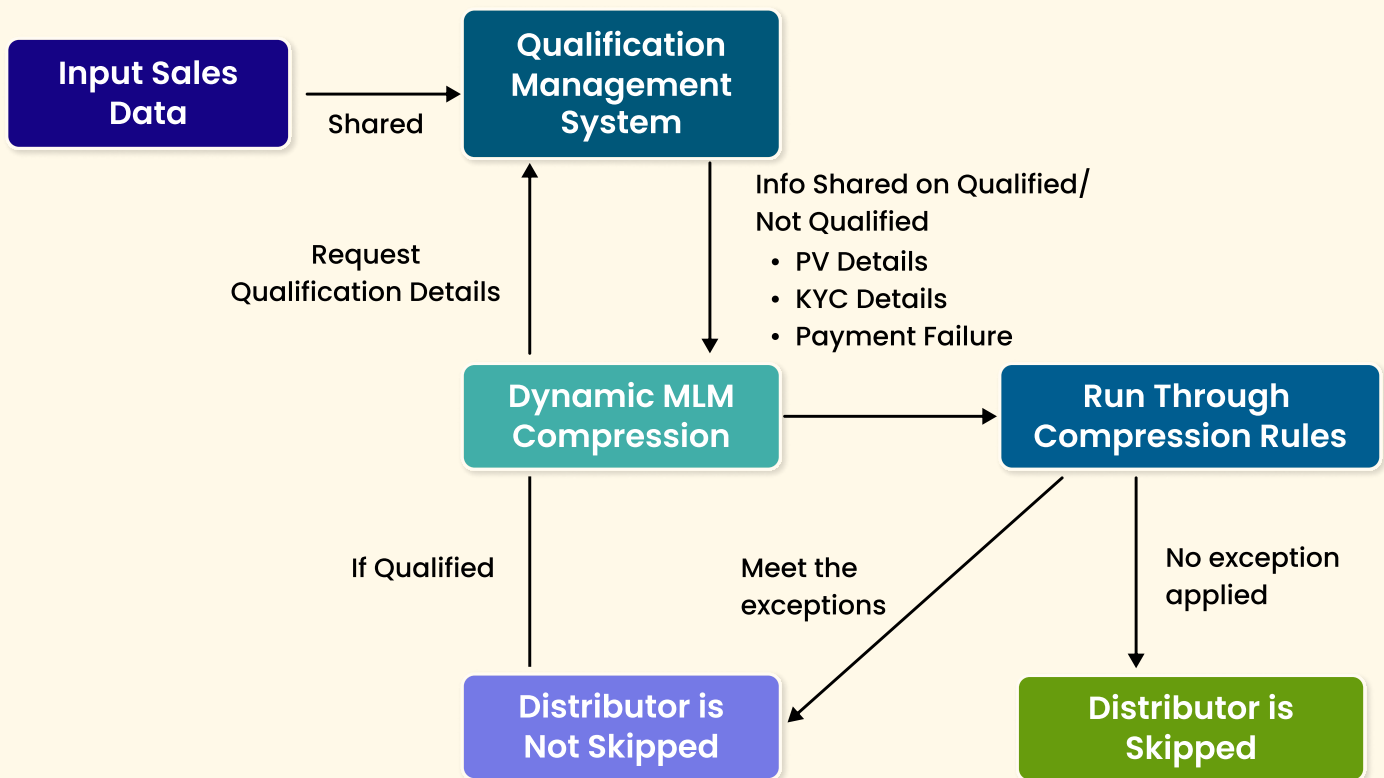 Input Sales
Data
Shared
Qualification
Management
System
Request
Qualification Details
Info Shared on Qualified/
Not Qualified
• PV Details
• KYC Details
• Payment Failure
Dynamic MLM
Compression
Run Through
Compression Rules
If Qualified
Meet the
exceptions
No exception
applied
Distributor is
Not Skipped
Distributor is
Skipped